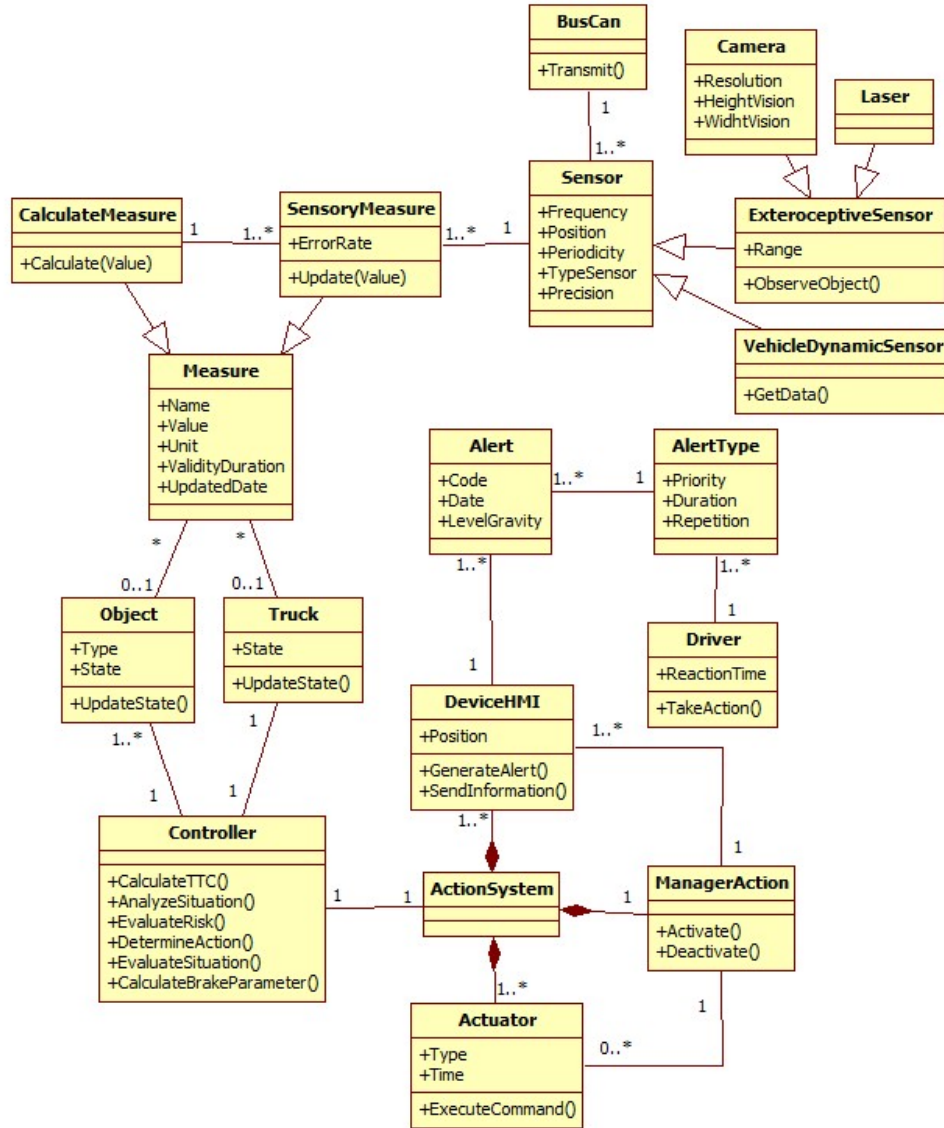 BusCan
+Transmit()
Camera
+Resolution
+HeightVision
+WidhtVision
Laser
1
1..*
Sensor
+Frequency
+Position
+Periodicity
+TypeSensor
+Precision
ExteroceptiveSensor
+Range
+ObserveObject()
VehicleDynamicSensor
+GetData()
CalculateMeasure
+Calculate(Value)
1
1..*
SensoryMeasure
+ErrorRate
+Update(Value)
1..*
1
Measure
+Name
+Value
+Unit
+ValidityDuration
+UpdatedDate
*
*
0..1
0..1
Alert
+Code
+Date
+LevelGravity
1..*
1
AlertType
+Priority
+Duration
+Repetition
1..*
1..*
1
1
Object
+Type
+State
+UpdateState()
Truck
+State
+UpdateState()
Driver
+ReactionTime
+TakeAction()
1..*
1
1
1
DeviceHMI
+Position
+GenerateAlert()
+SendInformation()
1..*
1..*
1
Controller
+CalculateTTC()
+AnalyzeSituation()
+EvaluateRisk()
+DetermineAction()
+EvaluateSituation()
+CalculateBrakeParameter()
1
1
ActionSystem
1
ManagerAction
+Activate()
+Deactivate()
1..*
1
0..*
Actuator
+Type
+Time
+ExecuteCommand()